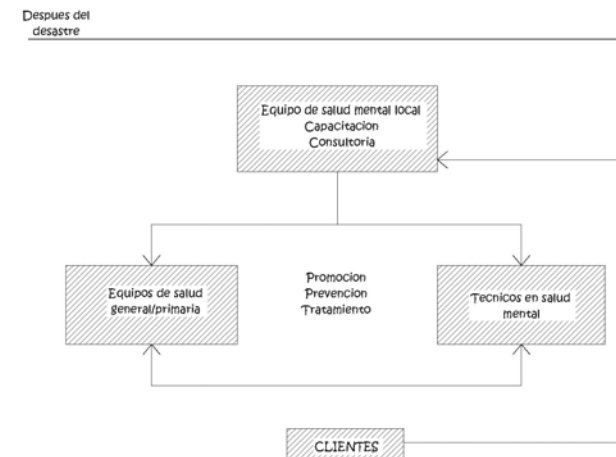 Despues del
desastre
Equipo de salud mental local
Capacitacion
Consultoria
Equipos de salud
general/primaria
Promocion
Prevencion
Tratamiento
Tecnicos en salud
mental
CLIENTES